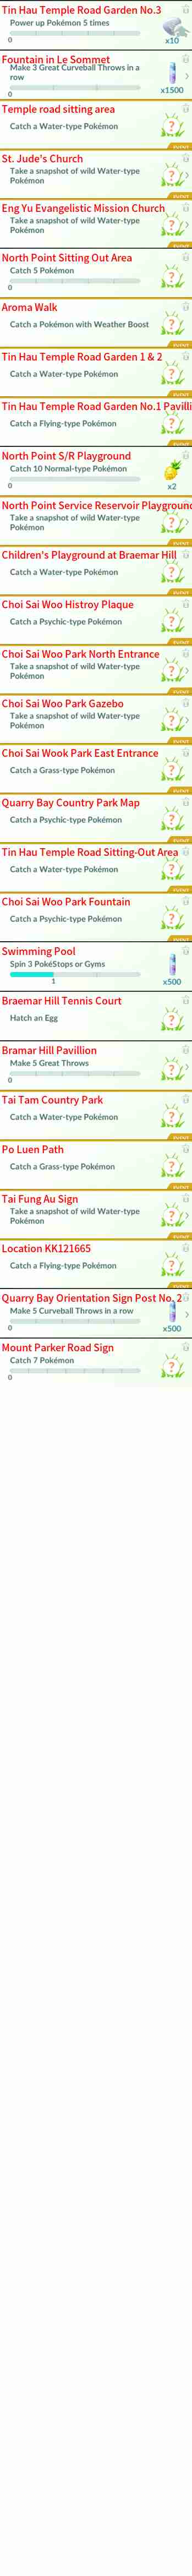 Tin Hau Temple Road Garden No.3
Power up Pokémon 5 times
0
x10
Fountain in Le Sommet
Make 3 Great Curveball Throws in a
row
0
x1500
Temple road sitting area
Catch a Water-type Pokémon
EVENT
St. Jude's Church
Take a snapshot of wild Water-type
Pokémon
EVENT
Eng Yu Evangelistic Mission Church
Take a snapshot of wild Water-type
Pokémon
EVENT
North Point Sitting Out Area
Catch 5 Pokémon
0
Aroma Walk
Catch a Pokémon with Weather Boost
EVENT
Tin Hau Temple Road Garden 1 & 2
Catch a Water-type Pokémon
EVENT
Tin Hau Temple Road Garden No.1 Pavilli
Catch a Flying-type Pokémon
EVENT
North Point S/R Playground
Catch 10 Normal-type Pokémon
0
x2
North Point Service Reservoir Playground
Take a snapshot of wild Water-type
Pokémon
EVENT
Children's Playground at Braemar Hill
Catch a Water-type Pokémon
EVENT
Choi Sai Woo Histroy Plaque
Catch a Psychic-type Pokémon
EVENT
Choi Sai Woo Park North Entrance
Take a snapshot of wild Water-type
Pokémon
EVENT
Choi Sai Woo Park Gazebo
Take a snapshot of wild Water-type
Pokémon
EVENT
Choi Sai Wook Park East Entrance
Catch a Grass-type Pokémon
EVENT
Quarry Bay Country Park Map
Catch a Psychic-type Pokémon
EVENT
Tin Hau Temple Road Sitting-Out Area
Catch a Water-type Pokémon
EVENT
Choi Sai Woo Park Fountain
Catch a Psychic-type Pokémon
EVENT
Swimming Pool
Spin 3 PokéStops or Gyms
1
x500
Braemar Hill Tennis Court
Hatch an Egg
Bramar Hill Pavillion
Make 5 Great Throws
0
Tai Tam Country Park
Catch a Water-type Pokémon
EVENT
Po Luen Path
Catch a Grass-type Pokémon
EVENT
Tai Fung Au Sign
Take a snapshot of wild Water-type
Pokémon
EVENT
Location KK121665
Catch a Flying-type Pokémon
EVENT
Quarry Bay Orientation Sign Post No. 2
Make 5 Curveball Throws in a row
0
x500
Mount Parker Road Sign
Catch 7 Pokémon
0